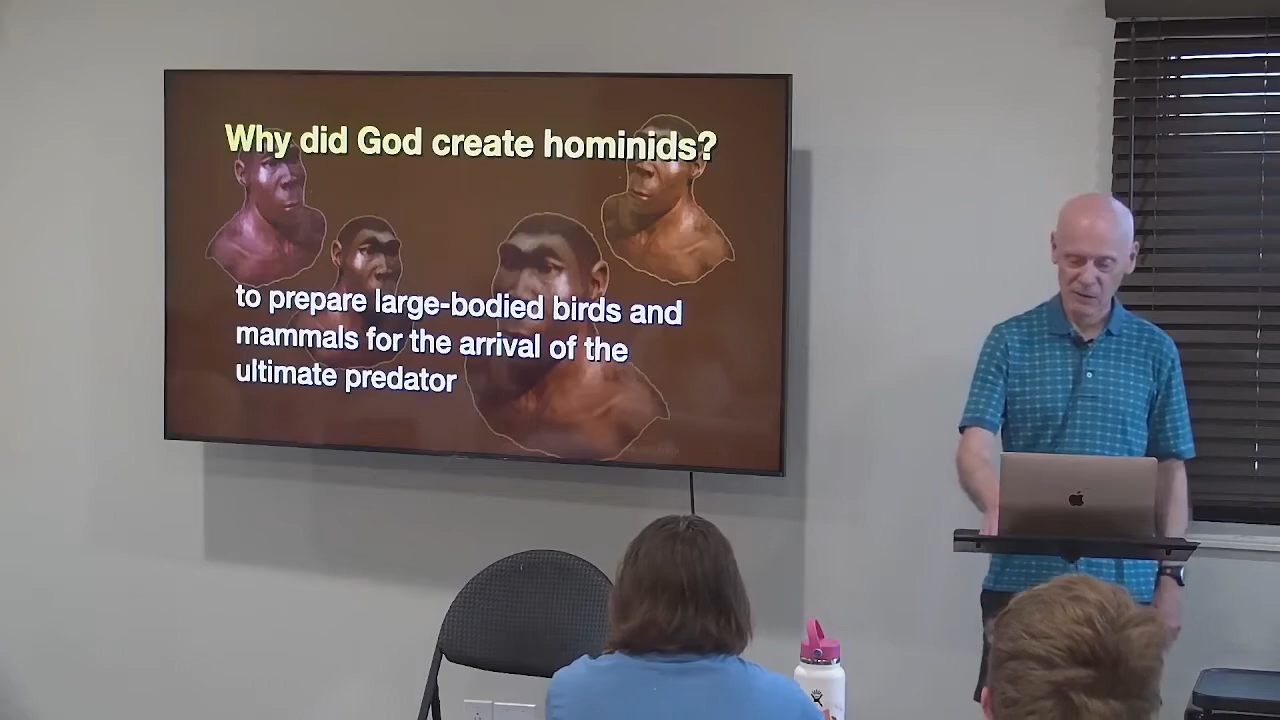 Why did God create hominids?
to prepare large-bodied birds and
mammals for the arrival of the
ultimate predator